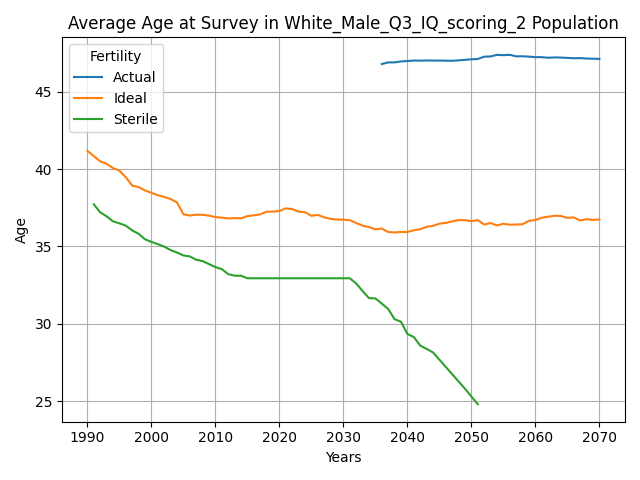 Average Age at Survey in White_Male_Q3_IQ_scoring_2 Population
Fertility
Actual
Ideal
Sterile
Age
45
40
35
30
25
1990 2000 2010 2020 2030 2040 2050 2060 2070
Years